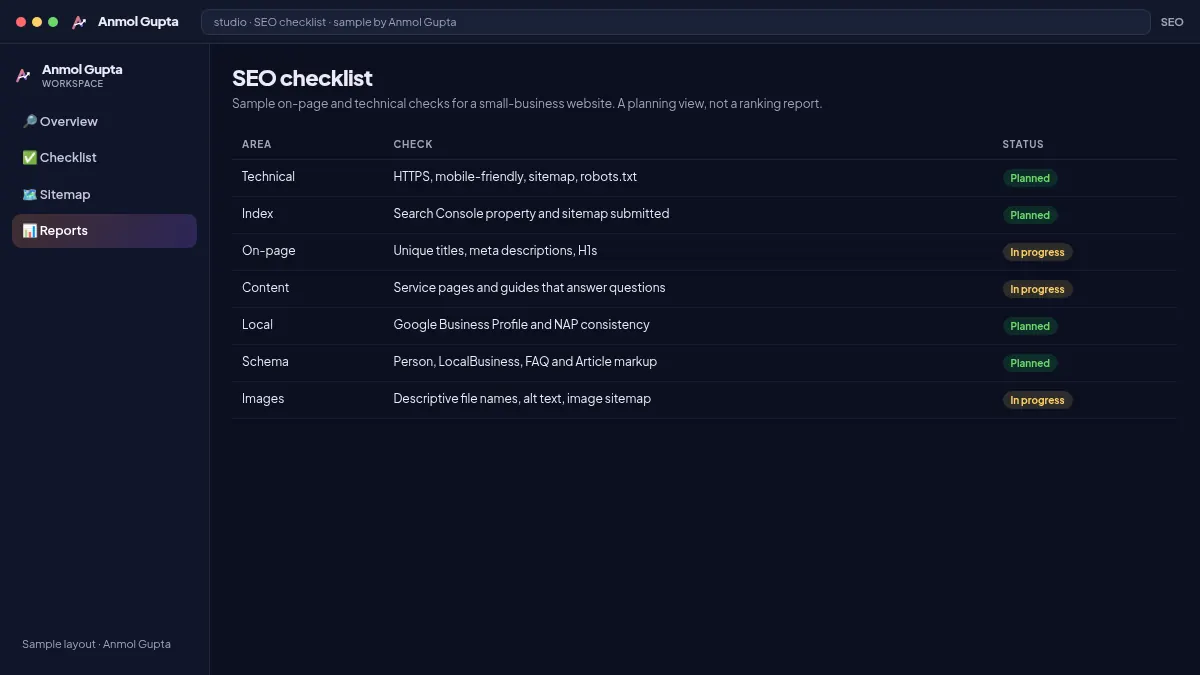 Anmol Gupta
studio · SEO checklist · sample by Anmol Gupta
SEO
Anmol Gupta
WORKSPACE
Overview
Checklist
Sitemap
Reports
Sample layout · Anmol Gupta
SEO checklist
Sample on-page and technical checks for a small-business website. A planning view, not a ranking report.
AREA CHECK STATUS
Technical HTTPS, mobile-friendly, sitemap, robots.txt Planned
Index Search Console property and sitemap submitted Planned
On-page Unique titles, meta descriptions, H1s In progress
Content Service pages and guides that answer questions In progress
Local Google Business Profile and NAP consistency Planned
Schema Person, LocalBusiness, FAQ and Article markup Planned
Images Descriptive file names, alt text, image sitemap In progress